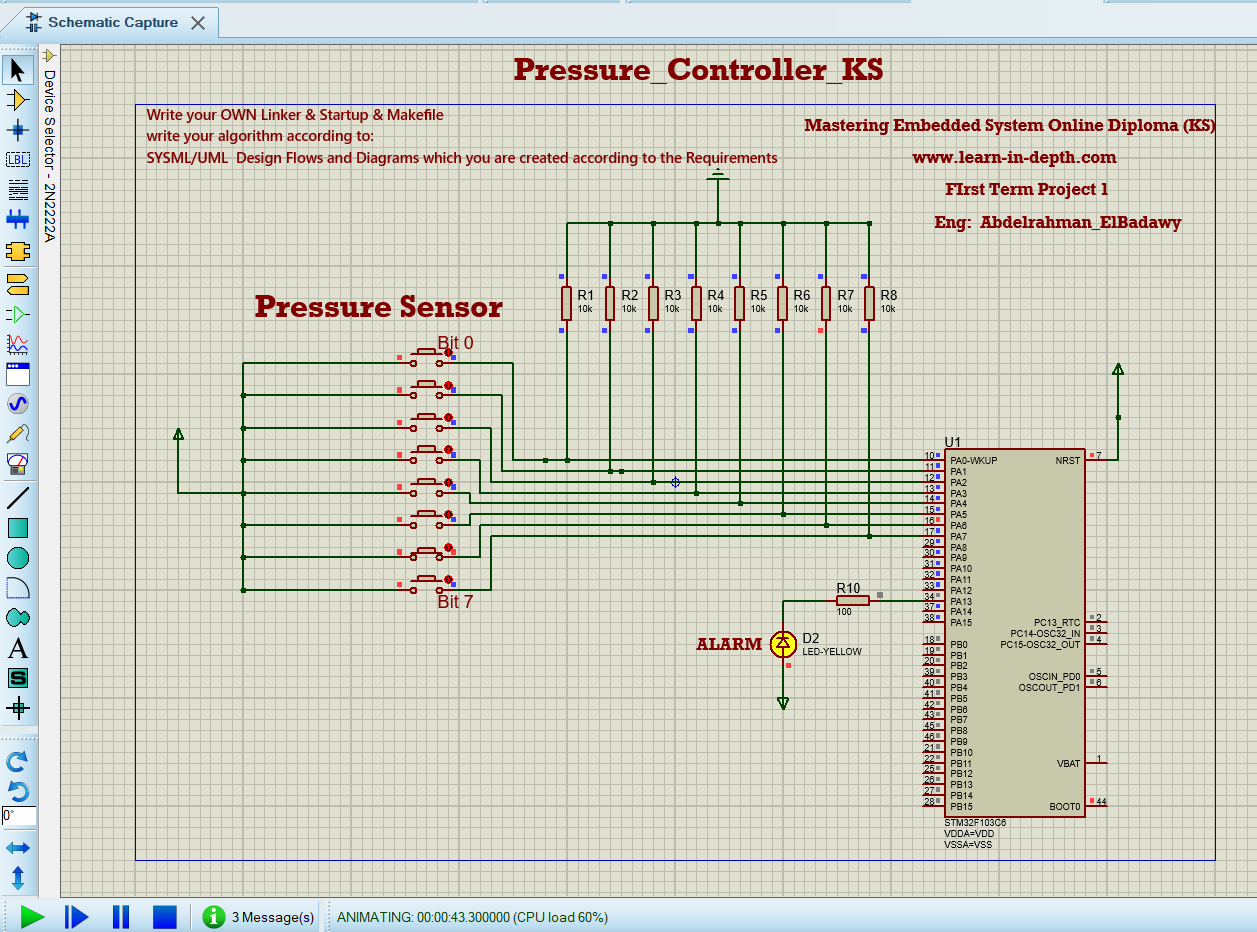 Schematic Capture
Device Selector - 2N2222A
LBL
A
S
0°
Pressure_Controller_KS
Write your OWN Linker & Startup & Makefile
write your algorithm according to:
SYSML/UML  Design Flows and Diagrams which you are created according to the Requirements
Mastering Embedded System Online Diploma (KS)
www.learn-in-depth.com
FIrst Term Project 1
Eng:  Abdelrahman_ElBadawy
R1
10k
R2
10k
R3
10k
R4
10k
R5
10k
R6
10k
R7
10k
R8
10k
Pressure Sensor
Bit 0
Bit 7
R10
100
ALARM
D2
LED-YELLOW
U1
10 PA0-WKUP
11 PA1
12 PA2
13 PA3
14 PA4
15 PA5
16 PA6
17 PA7
29 PA8
30 PA9
31 PA10
32 PA11
33 PA12
34 PA13
37 PA14
38 PA15
18 PB0
19 PB1
20 PB2
39 PB3
40 PB4
41 PB5
42 PB6
43 PB7
45 PB8
46 PB9
21 PB10
22 PB11
25 PB12
26 PB13
27 PB14
28 PB15
NRST 7
PC13_RTC 2
PC14-OSC32_IN 3
PC15-OSC32_OUT 4
OSCIN_PD0 5
OSCOUT_PD1 6
VBAT 1
BOOT0 44
STM32F103C6
VDDA=VDD
VSSA=VSS
3 Message(s)
ANIMATING: 00:00:43.300000 (CPU load 60%)